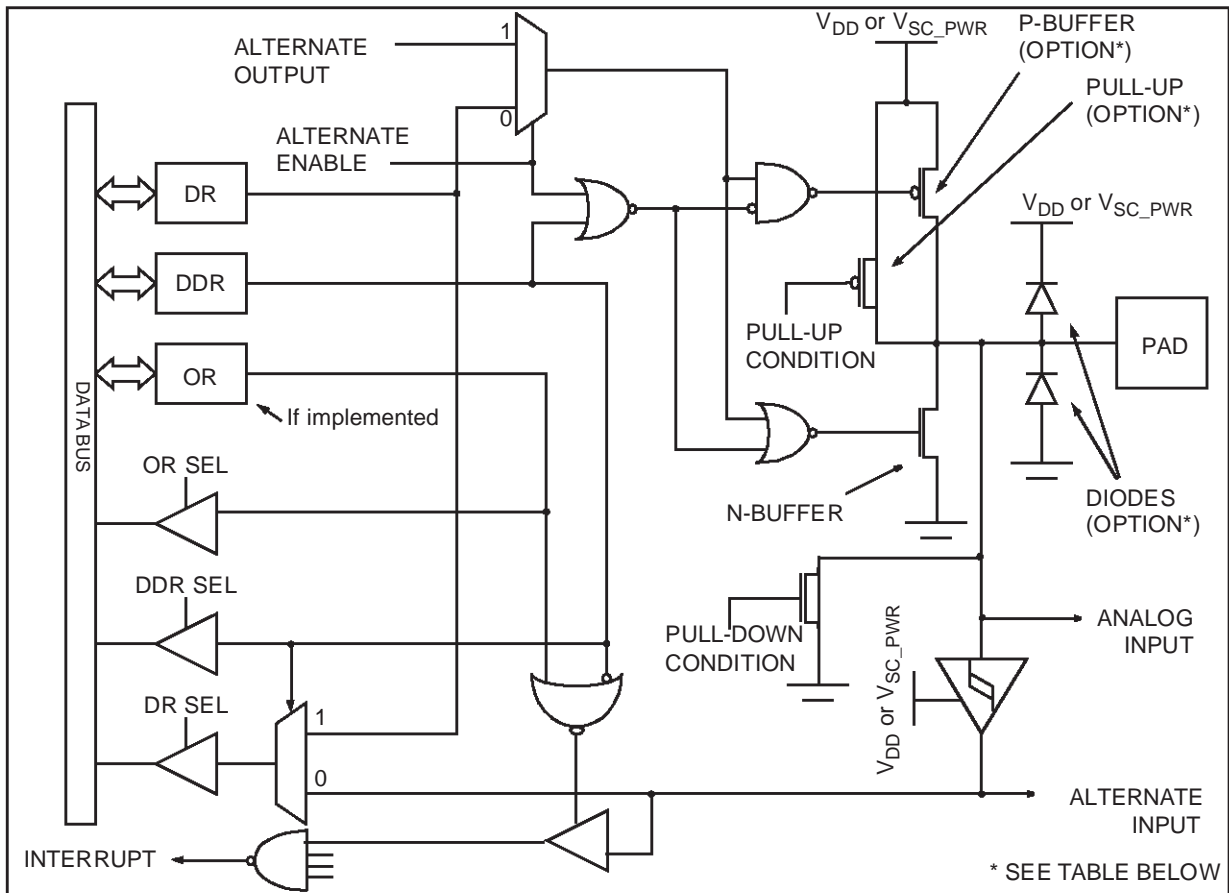 ALTERNATE
OUTPUT
1
0
ALTERNATE
ENABLE
VDD or VSC_PWR
P-BUFFER
(OPTION*)
PULL-UP
(OPTION*)
DR
DDR
OR
If implemented
DATA BUS
VDD or VSC_PWR
PULL-UP
CONDITION
PAD
OR SEL
N-BUFFER
DIODES
(OPTION*)
DDR SEL
PULL-DOWN
CONDITION
VDD or VSC_PWR
ANALOG
INPUT
DR SEL
1
0
ALTERNATE
INPUT
INTERRUPT
* SEE TABLE BELOW